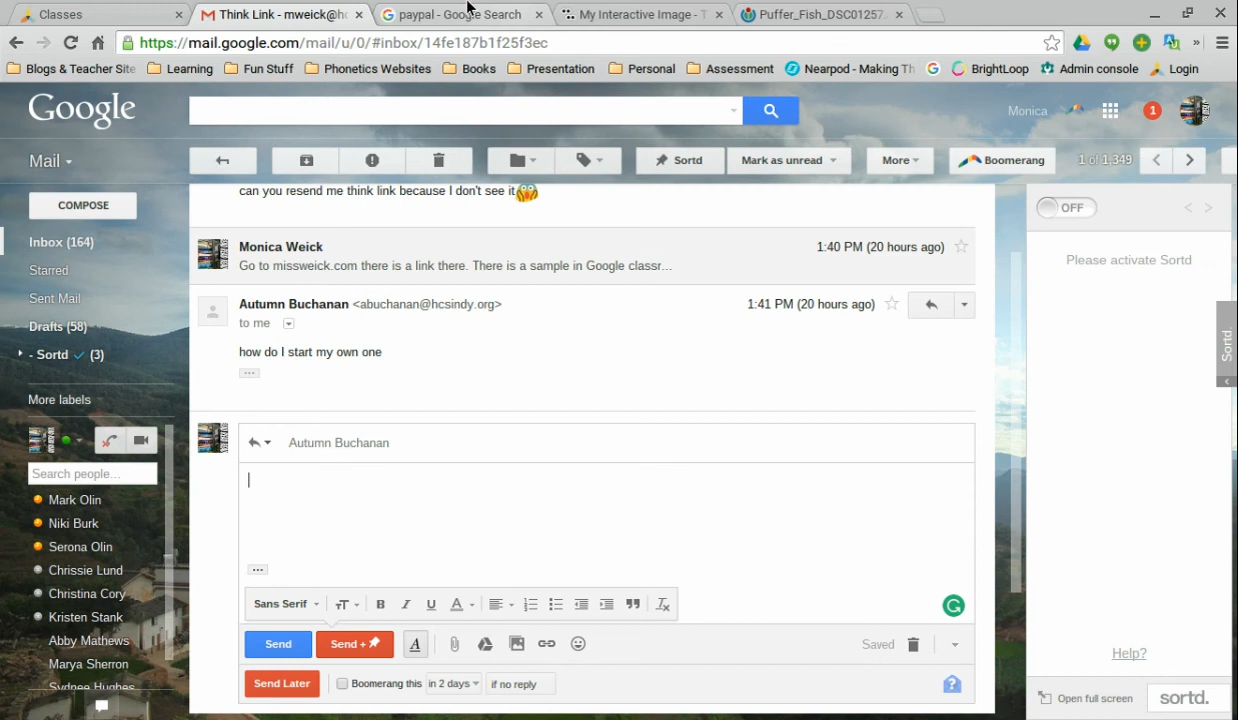 Classes
Think Link - mweick@hc
paypal - Google Search
My Interactive Image - T
Puffer_Fish_DSC01257.
https://mail.google.com/mail/u/0/#inbox/14fe187b1f25f3ec
Blogs & Teacher Site
Learning
Fun Stuff
Phonetics Websites
Books
Presentation
Personal
Assessment
Nearpod - Making Th
BrightLoop
Admin console
»
Login
Google
Monica
1
Mail
Sortd
Mark as unread
More
Boomerang
1 of 1,349
COMPOSE
Inbox (164)
Starred
Sent Mail
Drafts (58)
- Sortd ✓ (3)
More labels
Search people...
Mark Olin
Niki Burk
Serona Olin
Chrissie Lund
Christina Cory
Kristen Stank
Abby Mathews
Marya Sherron
Sydnee Hughes
can you resend me think link because I don't see it😱
Monica Weick
1:40 PM (20 hours ago)
Go to missweick.com there is a link there. There is a sample in Google classr...
Autumn Buchanan <abuchanan@hcsindy.org>
1:41 PM (20 hours ago)
to me
how do I start my own one
...
Autumn Buchanan
...
Sans Serif
Send
Send +
Saved
Send Later
Boomerang this
in 2 days
if no reply
OFF
Please activate Sortd
Sortd.
Help?
Open full screen
sortd.